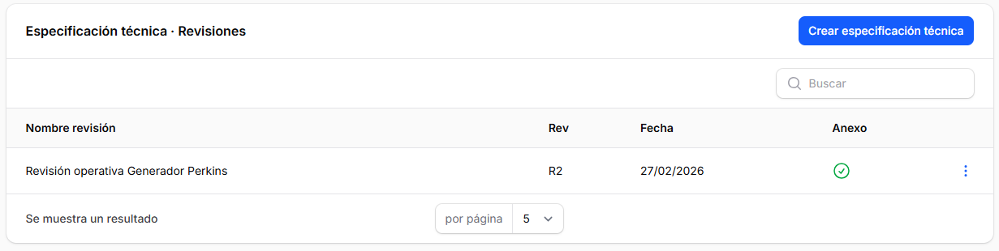 Especificación técnica · Revisiones
Crear especificación técnica
Buscar
Nombre revisión Rev Fecha Anexo
Revisión operativa Generador Perkins R2 27/02/2026
Se muestra un resultado por página 5